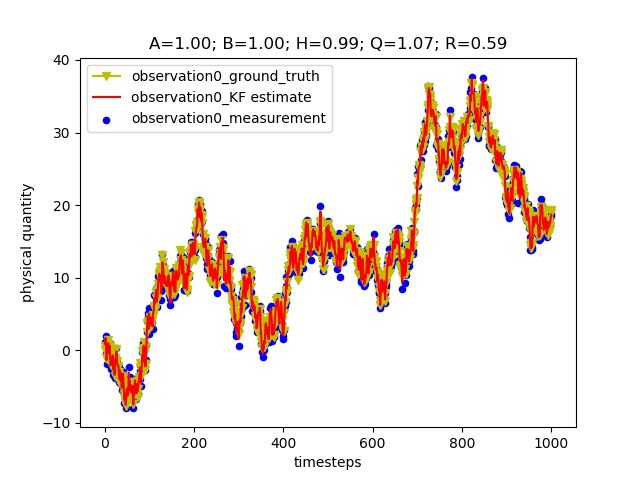 A=1.00; B=1.00; H=0.99; Q=1.07; R=0.59
observation0_ground_truth
observation0_KF estimate
observation0_measurement
physical quantity
40
30
20
10
0
−10
0 200 400 600 800 1000
timesteps